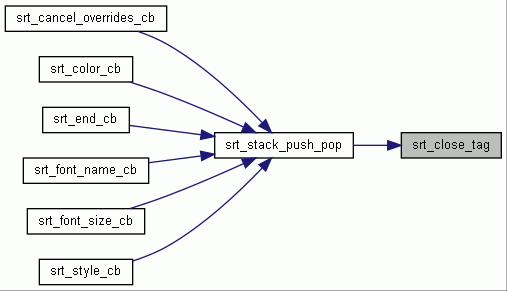 srt_cancel_overrides_cb
srt_color_cb
srt_end_cb
srt_stack_push_pop
srt_close_tag
srt_font_name_cb
srt_font_size_cb
srt_style_cb